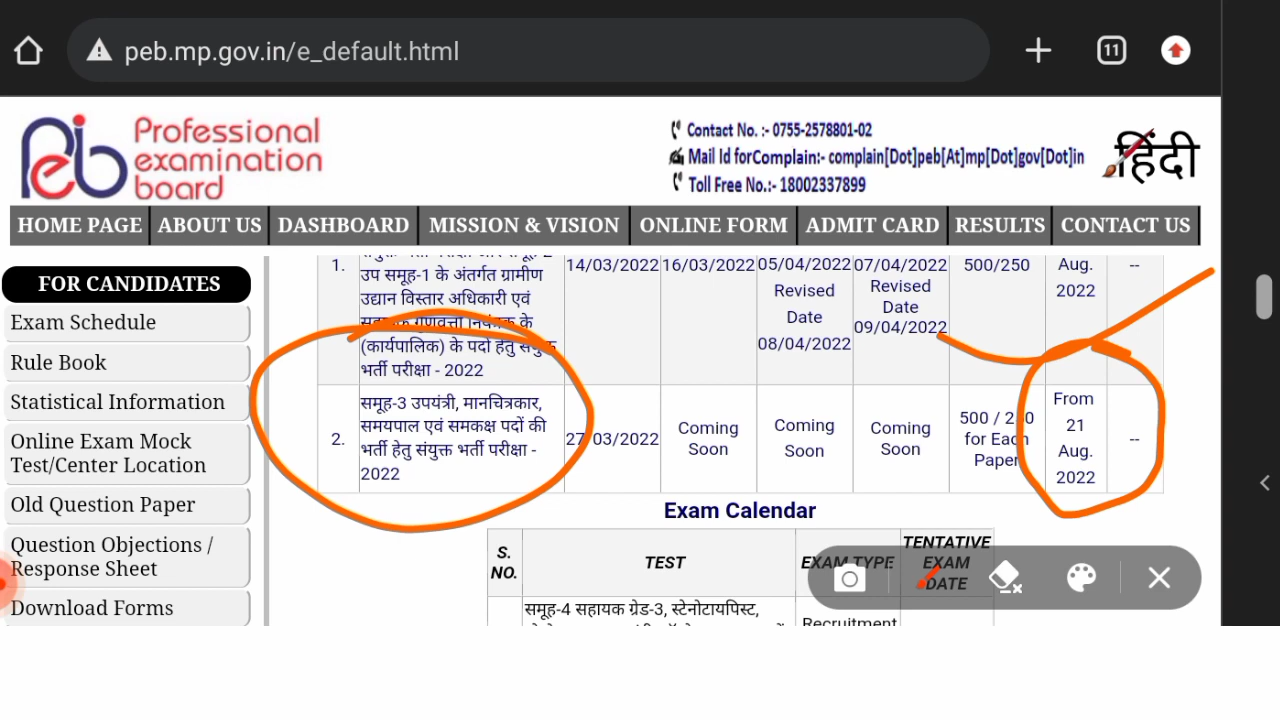 peb.mp.gov.in/e_default.html
11
Professional
examination
board
Peb
Contact No. :- 0755-2578801-02
Mail Id forComplain:- complain[Dot]peb[At]mp[Dot]gov[Dot]in
Toll Free No.:- 18002337899
हिंदी
HOME PAGE
ABOUT US
DASHBOARD
MISSION & VISION
ONLINE FORM
ADMIT CARD
RESULTS
CONTACT US
FOR CANDIDATES
Exam Schedule
Rule Book
Statistical Information
Online Exam Mock
Test/Center Location
Old Question Paper
Question Objections /
Response Sheet
Download Forms
1.
उप समूह-1 के अंतर्गत ग्रामीण
उद्यान विस्तार अधिकारी एवं
सहायक गुणवत्ता नियंत्रक के
(कार्यपालिक) के पदों हेतु संयुक्त
भर्ती परीक्षा - 2022
14/03/2022
16/03/2022
05/04/2022
Revised
Date
08/04/2022
07/04/2022
Revised
Date
09/04/2022
500/250
Aug.
2022
--
2.
समूह-3 उपयंत्री, मानचित्रकार,
समयपाल एवं समकक्ष पदों की
भर्ती हेतु संयुक्त भर्ती परीक्षा -
2022
27/03/2022
Coming
Soon
Coming
Soon
Coming
Soon
500 / 250
for Each
Paper
From
21
Aug.
2022
--
Exam Calendar
S.
NO.
TEST
EXAM TYPE
TENTATIVE
EXAM
DATE
समूह-4 सहायक ग्रेड-3, स्टेनोटायपिस्ट,
Recruitment